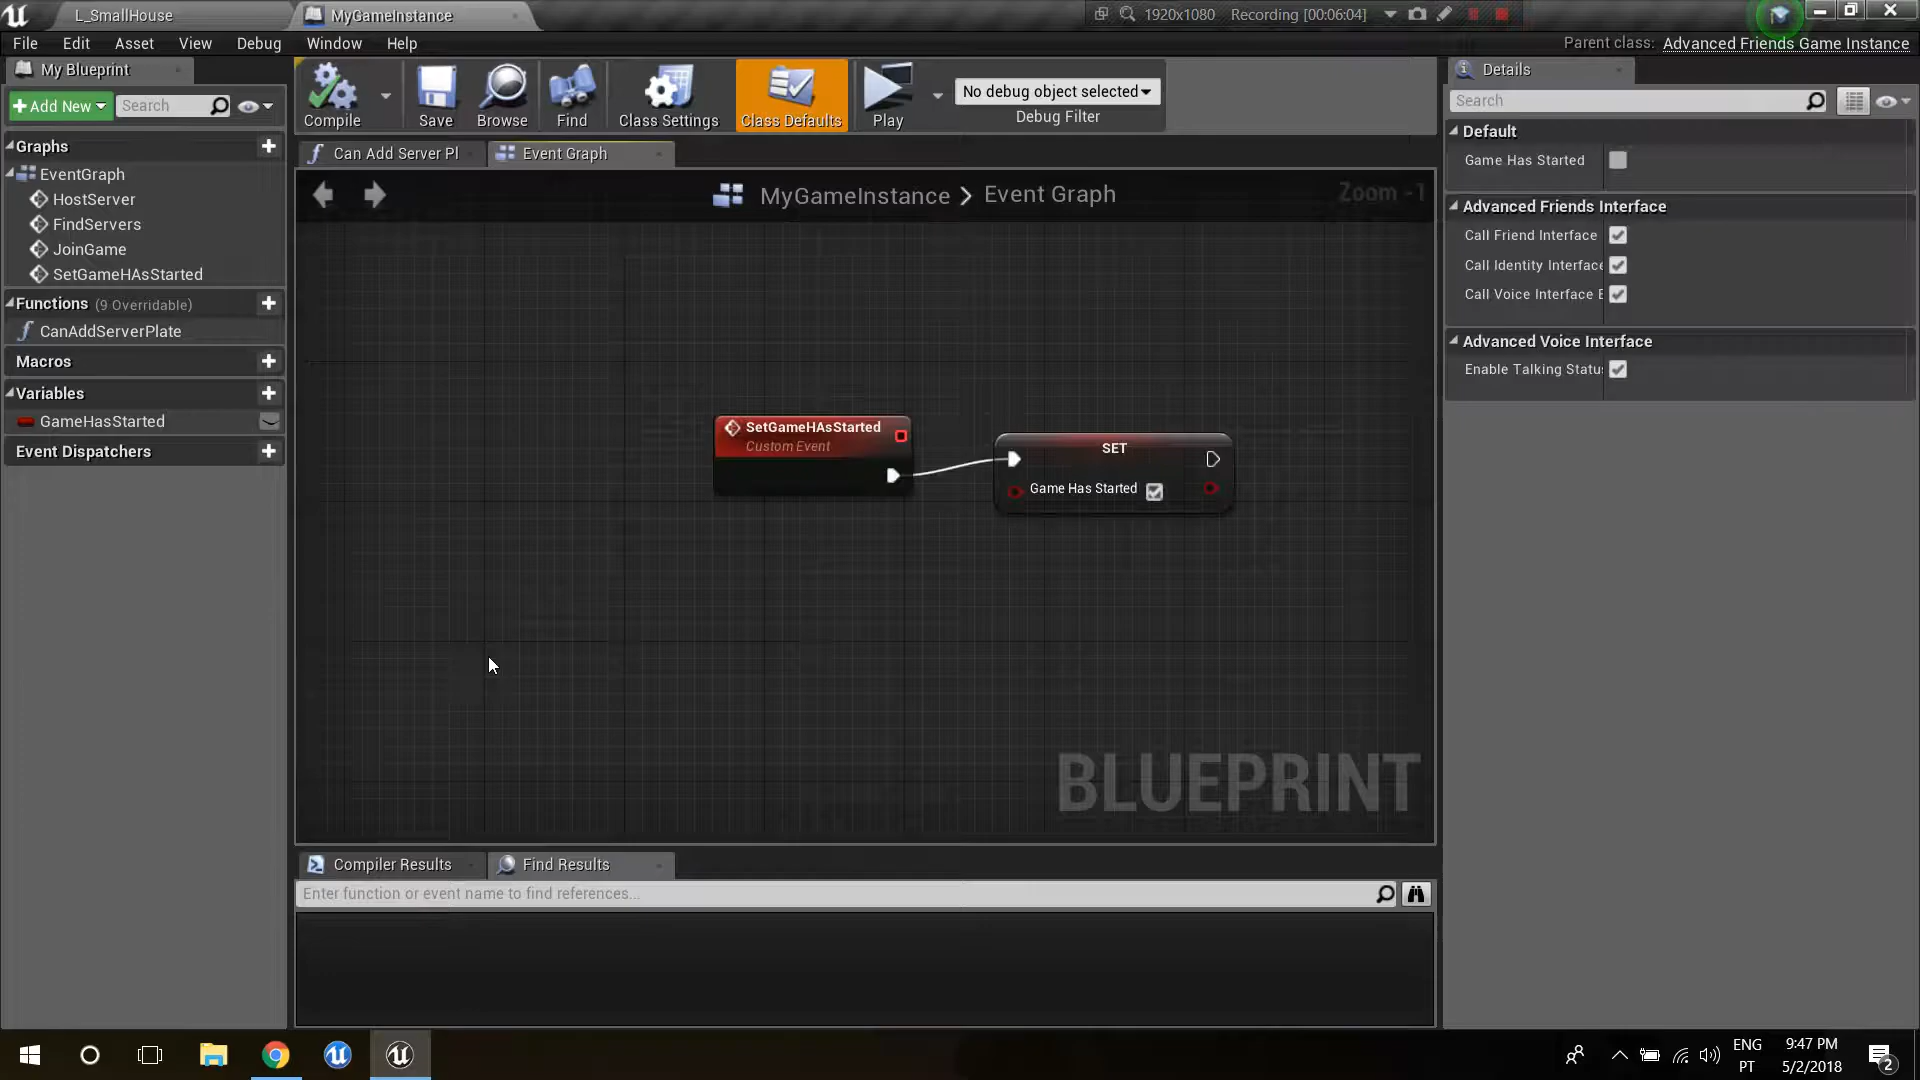 L_SmallHouse
MyGameInstance
1920x1080
Recording [00:06:04]
File Edit Asset View Debug Window Help
Parent class: Advanced Friends Game Instance
My Blueprint
Add New
Search
Compile
Save
Browse
Find
Class Settings
Class Defaults
Play
No debug object selected
Debug Filter
Details
Search
Graphs
EventGraph
HostServer
FindServers
JoinGame
SetGameHAsStarted
Functions (9 Overridable)
CanAddServerPlate
Macros
Variables
GameHasStarted
Event Dispatchers
Can Add Server Pl
Event Graph
MyGameInstance > Event Graph
Zoom -1
SetGameHAsStarted
Custom Event
SET
Game Has Started
BLUEPRINT
Default
Game Has Started
Advanced Friends Interface
Call Friend Interface
Call Identity Interface
Call Voice Interface E
Advanced Voice Interface
Enable Talking Statu
Compiler Results
Find Results
Enter function or event name to find references...
ENG
PT
9:47 PM
5/2/2018
2